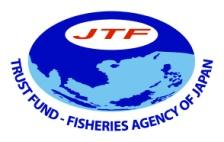 JTF
TRUST FUND - FISHERIES AGENCY OF JAPAN